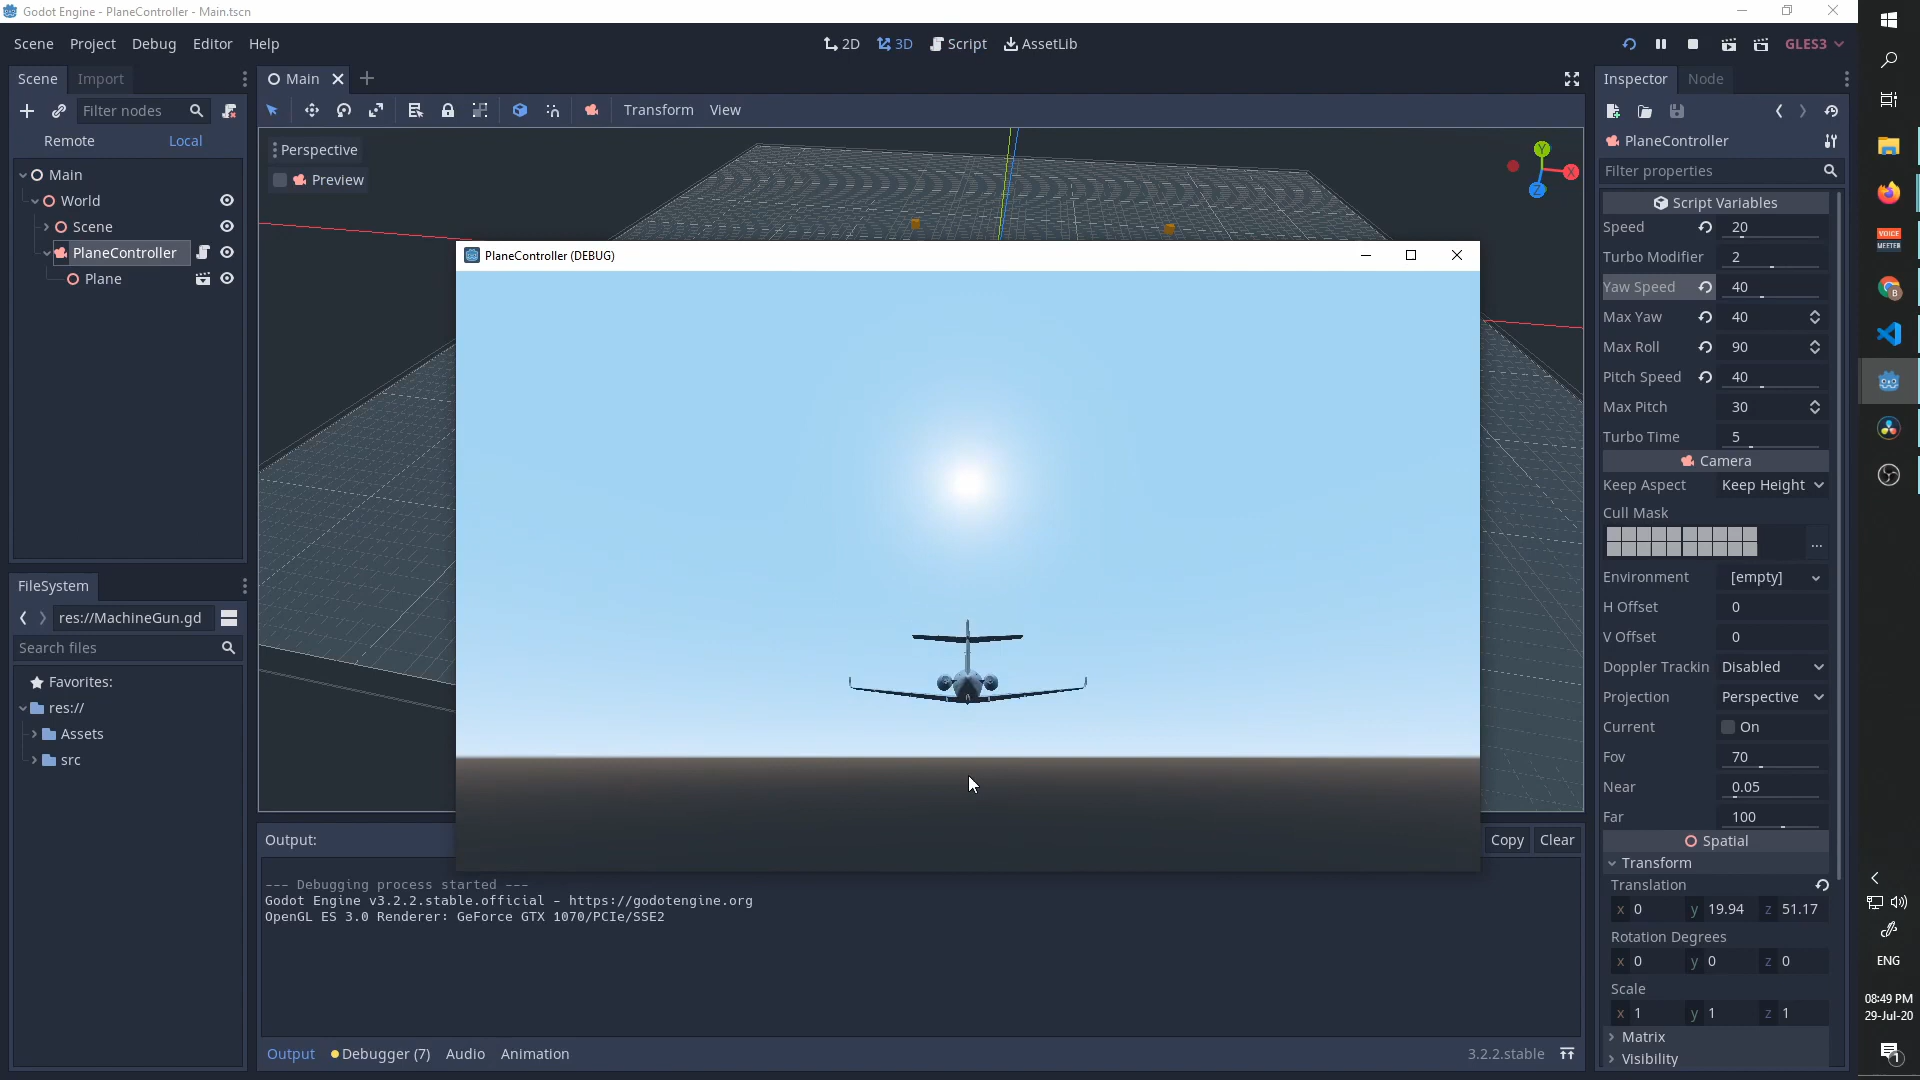 Godot Engine - PlaneController - Main.tscn
Scene Project Debug Editor Help
2D 3D Script AssetLib
GLES3
Scene Import
Filter nodes
Remote Local
Main
World
Scene
PlaneController
Plane
FileSystem
res://MachineGun.gd
Search files
Favorites:
res://
Assets
src
Main
Transform View
Perspective
Preview
Y
X
Z
PlaneController (DEBUG)
Output:
Copy Clear
--- Debugging process started ---
Godot Engine v3.2.2.stable.official - https://godotengine.org
OpenGL ES 3.0 Renderer: GeForce GTX 1070/PCIe/SSE2
Output Debugger (7) Audio Animation
3.2.2.stable
Inspector Node
PlaneController
Filter properties
Script Variables
Speed 20
Turbo Modifier 2
Yaw Speed 40
Max Yaw 40
Max Roll 90
Pitch Speed 40
Max Pitch 30
Turbo Time 5
Camera
Keep Aspect Keep Height
Cull Mask
...
Environment [empty]
H Offset 0
V Offset 0
Doppler Trackin Disabled
Projection Perspective
Current On
Fov 70
Near 0.05
Far 100
Spatial
Transform
Translation
x 0 y 19.94 z 51.17
Rotation Degrees
x 0 y 0 z 0
Scale
x 1 y 1 z 1
Matrix
Visibility
VOICE
MEETER
B
ENG
08:49 PM
29-Jul-20
1